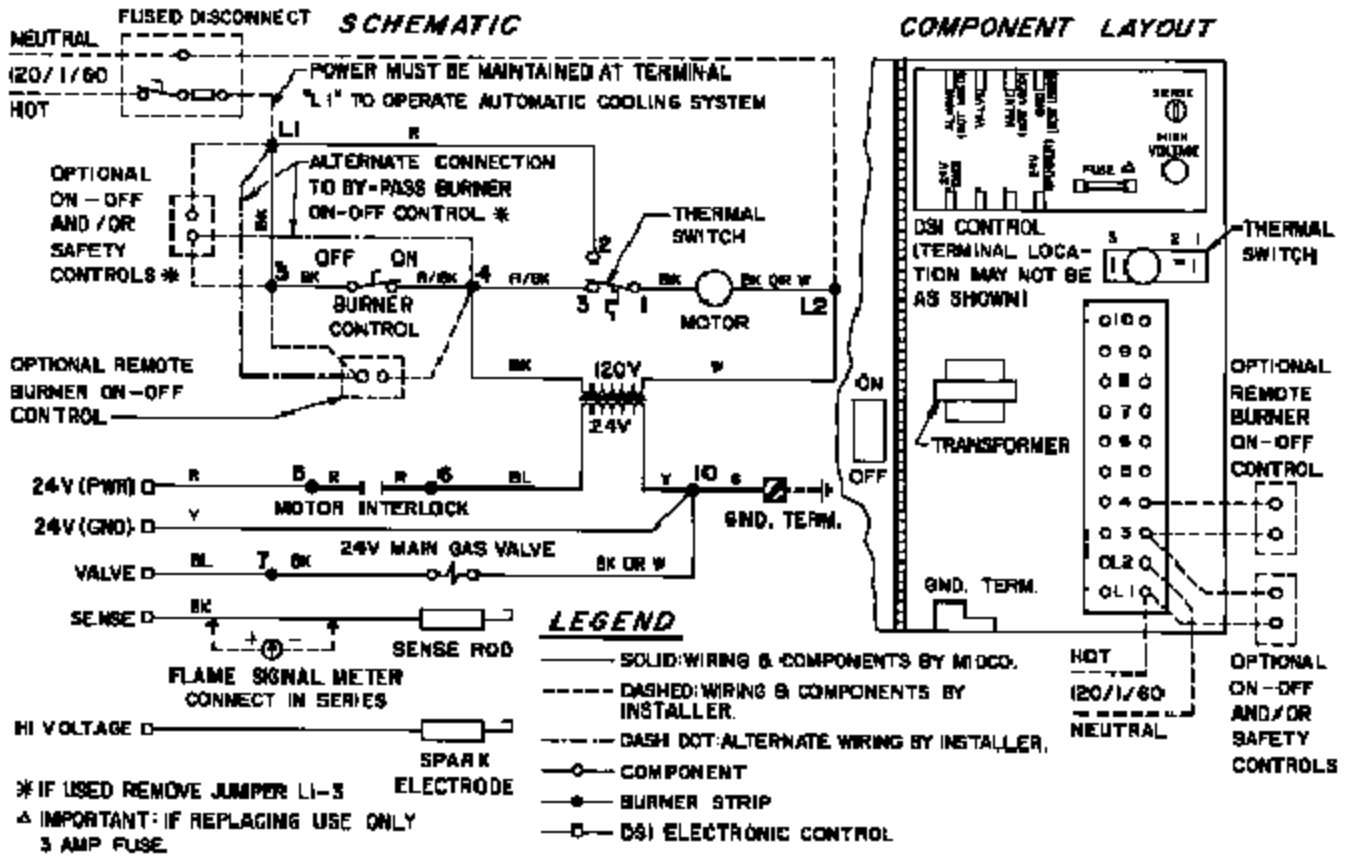 FUSED DISCONNECT
SCHEMATIC
COMPONENT LAYOUT
NEUTRAL
120/1/60
HOT
POWER MUST BE MAINTAINED AT TERMINAL
"L1" TO OPERATE AUTOMATIC COOLING SYSTEM
L1
R
ALTERNATE CONNECTION
TO BY-PASS BURNER
ON-OFF CONTROL *
OPTIONAL
ON-OFF
AND/OR
SAFETY
CONTROLS *
BK
THERMAL
SWITCH
2
3
BK
OFF
ON
R/BK
4
R/BK
BURNER
CONTROL
3
1
BK
MOTOR
BK OR W
L2
OPTIONAL REMOTE
BURNER ON-OFF
CONTROL
BK
120V
W
24V
24V (PWR)
R
5
R
MOTOR INTERLOCK
R
6
BL
Y
10
G
GND. TERM.
24V (GND)
Y
VALVE
BL
7
BK
24V MAIN GAS VALVE
BK OR W
SENSE
BK
+
-
SENSE ROD
FLAME SIGNAL METER
CONNECT IN SERIES
HI VOLTAGE
SPARK
ELECTRODE
* IF USED REMOVE JUMPER L1-3
△ IMPORTANT: IF REPLACING USE ONLY
3 AMP FUSE.
LEGEND
SOLID: WIRING & COMPONENTS BY MIDCO.
DASHED: WIRING & COMPONENTS BY
INSTALLER.
DASH DOT: ALTERNATE WIRING BY INSTALLER.
COMPONENT
BURNER STRIP
DSI ELECTRONIC CONTROL
VALVE
24V
24V
SENSE
HIGH
VOLTAGE
FUSE △
DSI CONTROL
(TERMINAL LOCA-
TION MAY NOT BE
AS SHOWN)
3
2
1
THERMAL
SWITCH
ON
OFF
TRANSFORMER
GND. TERM.
10
9
8
7
6
5
4
3
L2
L1
OPTIONAL
REMOTE
BURNER
ON-OFF
CONTROL
HOT
120/1/60
NEUTRAL
OPTIONAL
ON-OFF
AND/OR
SAFETY
CONTROLS